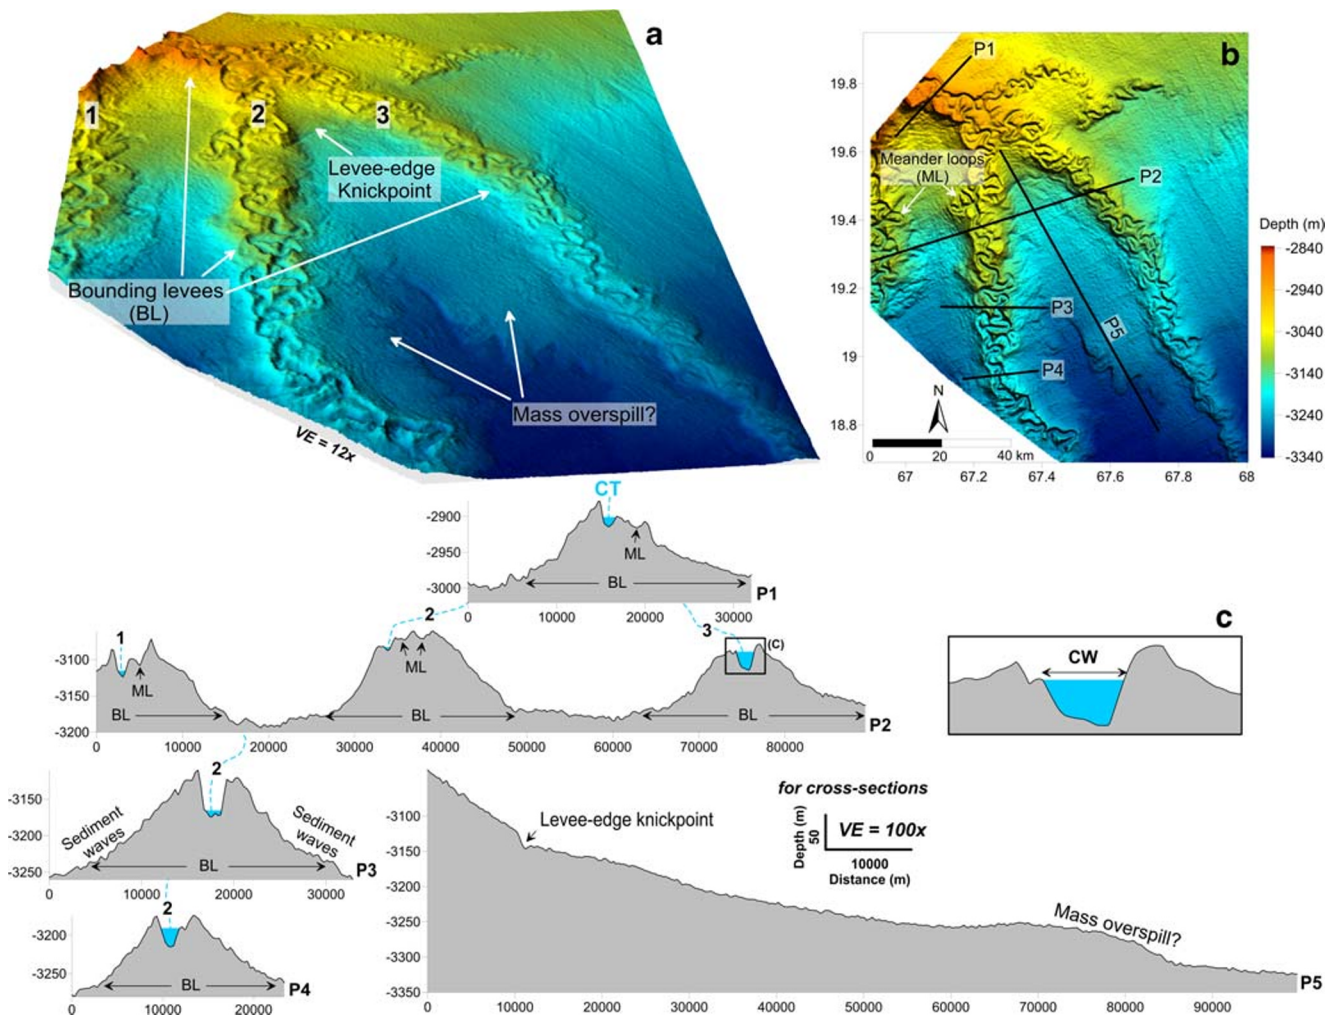 a
1
2
3
Levee-edge
Knickpoint
Bounding levees
(BL)
Mass overspill?
VE = 12x
b
P1
19.8
19.6
19.4
19.2
19
18.8
Meander loops
(ML)
P2
P3
P5
P4
N
0 20 40 km
67 67.2 67.4 67.6 67.8 68
Depth (m)
-2840
-2940
-3040
-3140
-3240
-3340
CT
-2900
-2950
-3000
ML
BL
P1
0 10000 20000 30000
2
3
1
-3100
-3150
-3200
ML
BL
ML
BL
(C)
BL
P2
0 10000 20000 30000 40000 50000 60000 70000 80000
c
CW
2
-3150
-3200
-3250
Sediment
waves
Sediment
waves
BL
P3
0 10000 20000 30000
2
-3200
-3250
BL
P4
0 10000 20000
-3100
-3150
-3200
-3250
-3300
-3350
Levee-edge knickpoint
for cross-sections
Depth (m)
50
VE = 100x
10000
Distance (m)
Mass overspill?
P5
0 10000 20000 30000 40000 50000 60000 70000 80000 90000